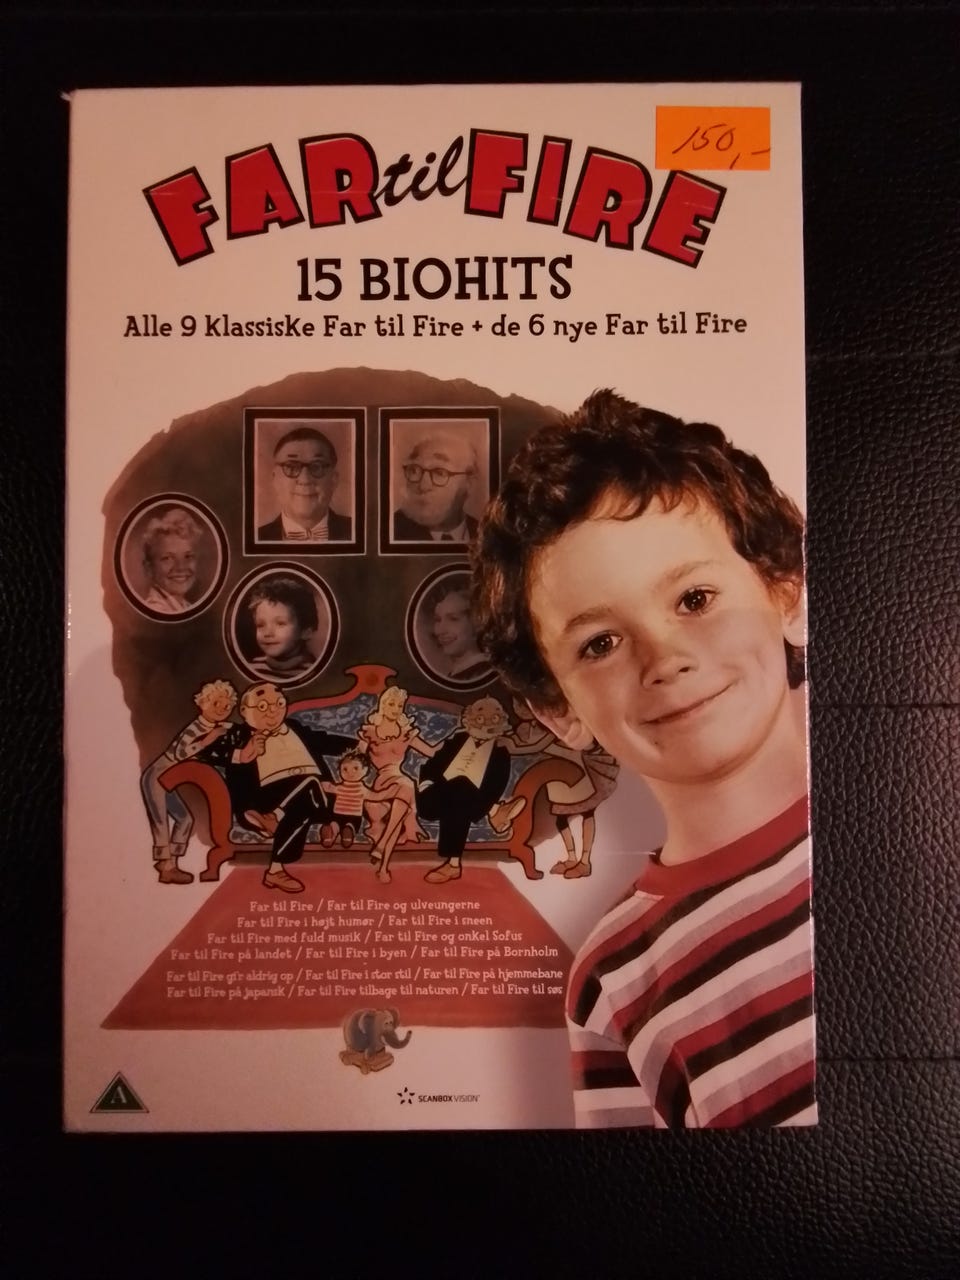 150,-
FAR til FIRE
15 BIOHITS
Alle 9 Klassiske Far til Fire + de 6 nye Far til Fire
Far til Fire / Far til Fire og ulveungerne
Far til Fire i højt humør / Far til Fire i sneen
Far til Fire med fuld musik / Far til Fire og onkel Sofus
Far til Fire på landet / Far til Fire i byen / Far til Fire på Bornholm
Far til Fire gi'r aldrig op / Far til Fire i stor stil / Far til Fire på hjemmebane
Far til Fire på japansk / Far til Fire tilbage til naturen / Far til Fire til søs
A
SCANBOX VISION